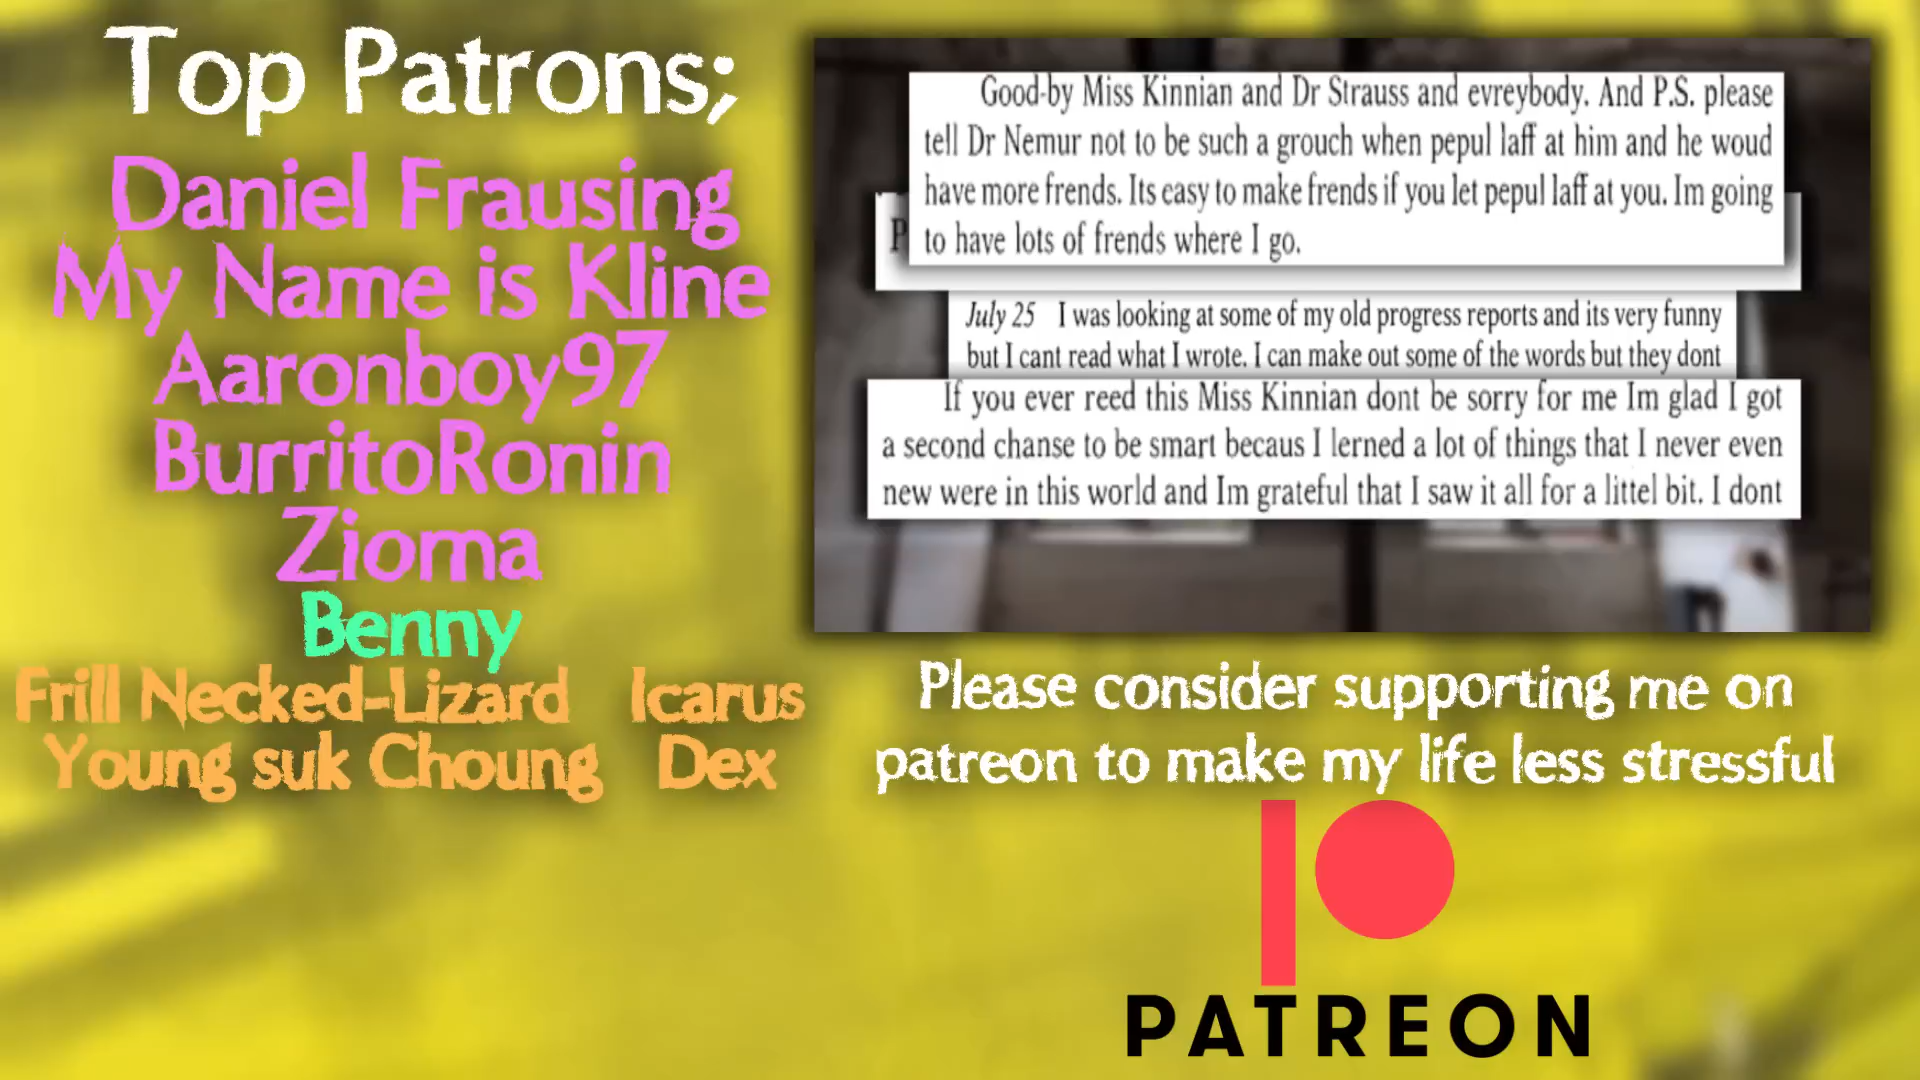 Top Patrons;
Daniel Frausing
My Name is Kline
Aaronboy97
BurritoRonin
Zioma
Benny
Frill Necked-Lizard Icarus
Young suk Choung Dex
Good-by Miss Kinnian and Dr Strauss and evreybody. And P.S. please
tell Dr Nemur not to be such a grouch when pepul laff at him and he woud
have more frends. Its easy to make frends if you let pepul laff at you. Im going
to have lots of frends where I go.
P
July 25 I was looking at some of my old progress reports and its very funny
but I cant read what I wrote. I can make out some of the words but they dont
If you ever reed this Miss Kinnian dont be sorry for me Im glad I got
a second chanse to be smart becaus I lerned a lot of things that I never even
new were in this world and Im grateful that I saw it all for a littel bit. I dont
Please consider supporting me on
patreon to make my life less stressful
PATREON